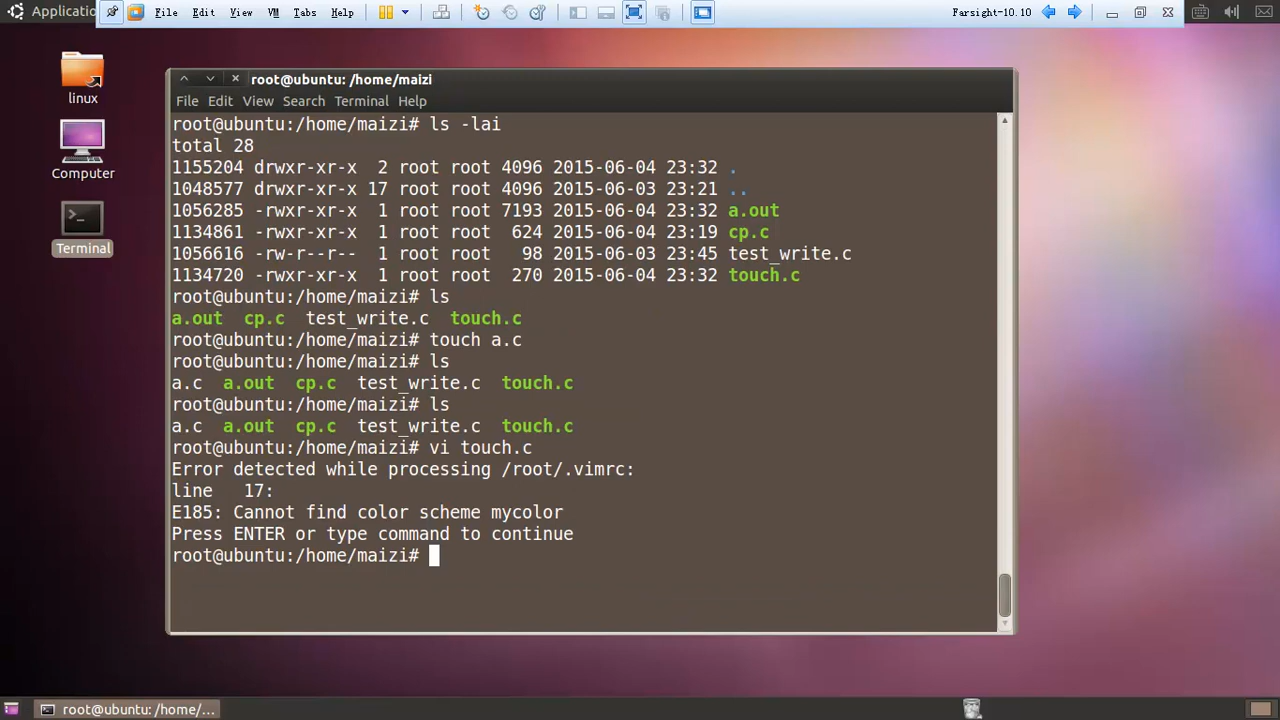 Applicatio File Edit View VM Tabs Help Farsight-10.10
linux
Computer
Terminal
root@ubuntu: /home/maizi
File Edit View Search Terminal Help
root@ubuntu:/home/maizi# ls -lai
total 28
1155204 drwxr-xr-x  2 root root 4096 2015-06-04 23:32 .
1048577 drwxr-xr-x 17 root root 4096 2015-06-03 23:21 ..
1056285 -rwxr-xr-x  1 root root 7193 2015-06-04 23:32 a.out
1134861 -rwxr-xr-x  1 root root  624 2015-06-04 23:19 cp.c
1056616 -rw-r--r--  1 root root   98 2015-06-03 23:45 test_write.c
1134720 -rwxr-xr-x  1 root root  270 2015-06-04 23:32 touch.c
root@ubuntu:/home/maizi# ls
a.out  cp.c  test_write.c  touch.c
root@ubuntu:/home/maizi# touch a.c
root@ubuntu:/home/maizi# ls
a.c  a.out  cp.c  test_write.c  touch.c
root@ubuntu:/home/maizi# ls
a.c  a.out  cp.c  test_write.c  touch.c
root@ubuntu:/home/maizi# vi touch.c
Error detected while processing /root/.vimrc:
line   17:
E185: Cannot find color scheme mycolor
Press ENTER or type command to continue
root@ubuntu:/home/maizi#
root@ubuntu: /home/...